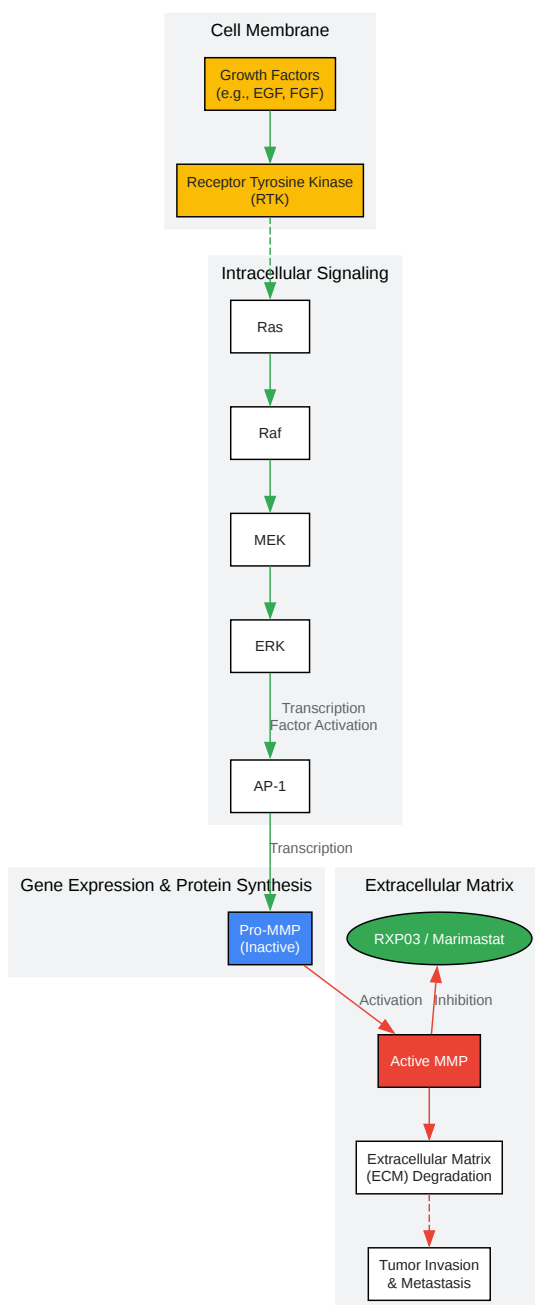 Cell Membrane
Growth Factors
(e.g., EGF, FGF)
Receptor Tyrosine Kinase
(RTK)
Intracellular Signaling
Ras
Raf
MEK
ERK
Transcription
Factor Activation
AP-1
Transcription
Gene Expression & Protein Synthesis
Pro-MMP
(Inactive)
Extracellular Matrix
RXP03 / Marimastat
Activation
Inhibition
Active MMP
Extracellular Matrix
(ECM) Degradation
Tumor Invasion
& Metastasis